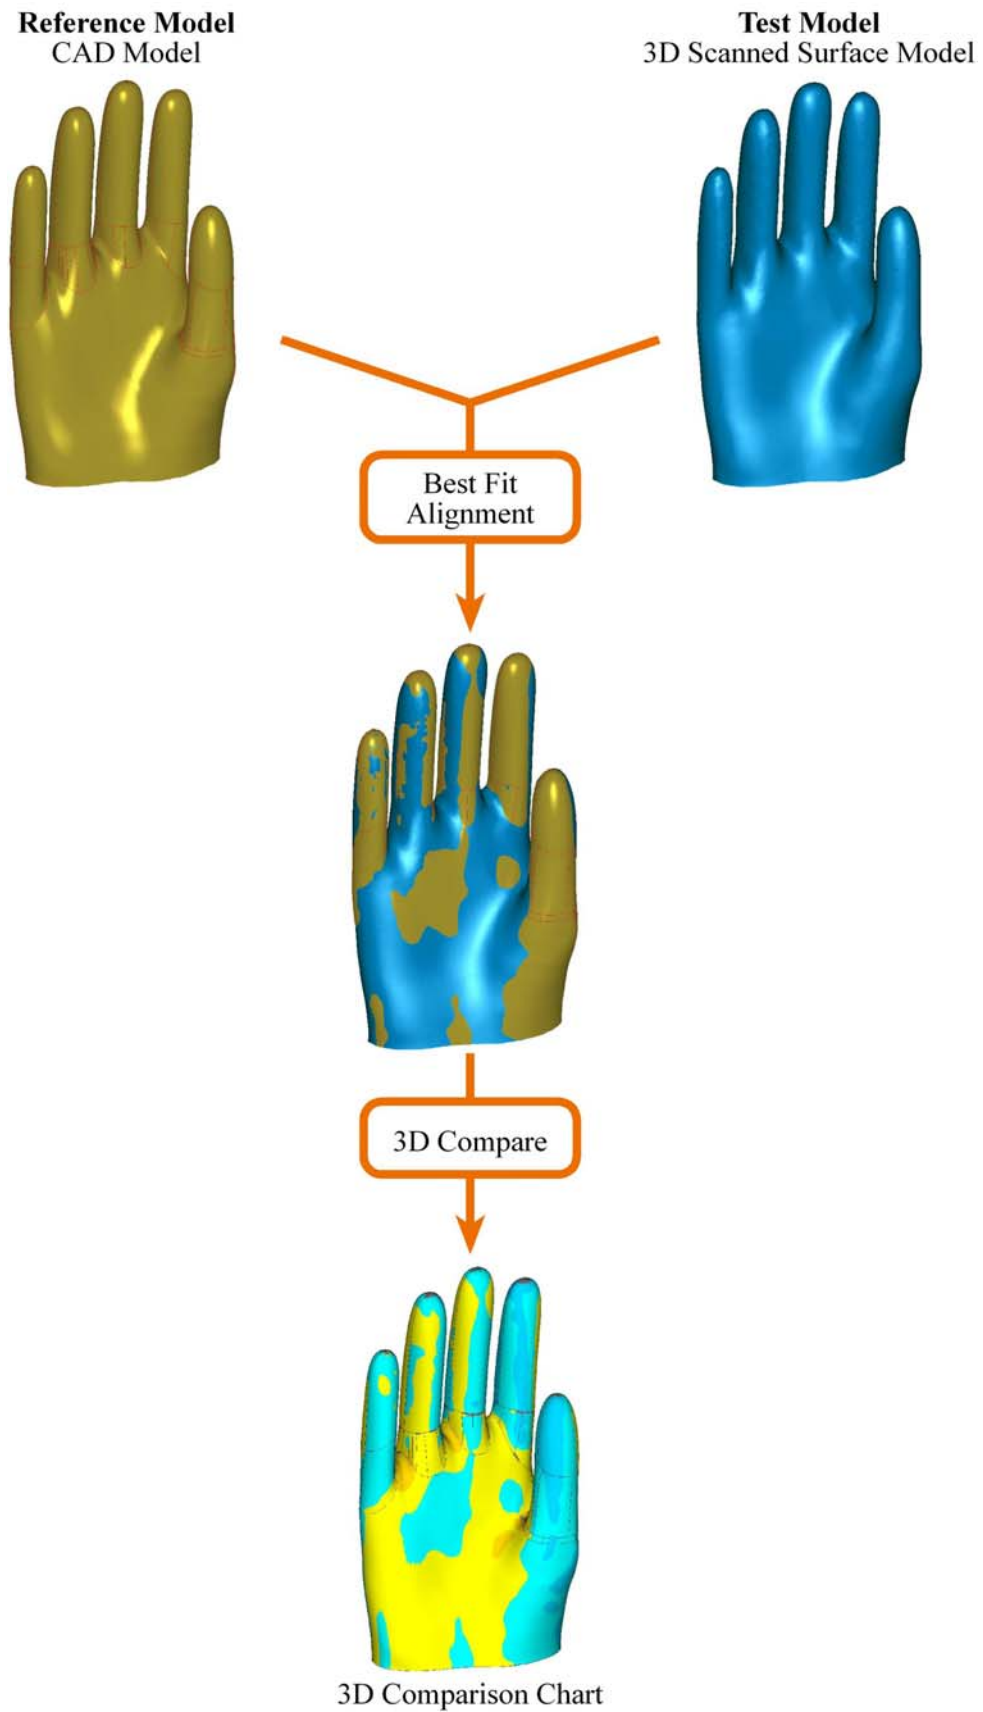 Reference Model
CAD Model
Test Model
3D Scanned Surface Model
Best Fit
Alignment
3D Compare
3D Comparison Chart